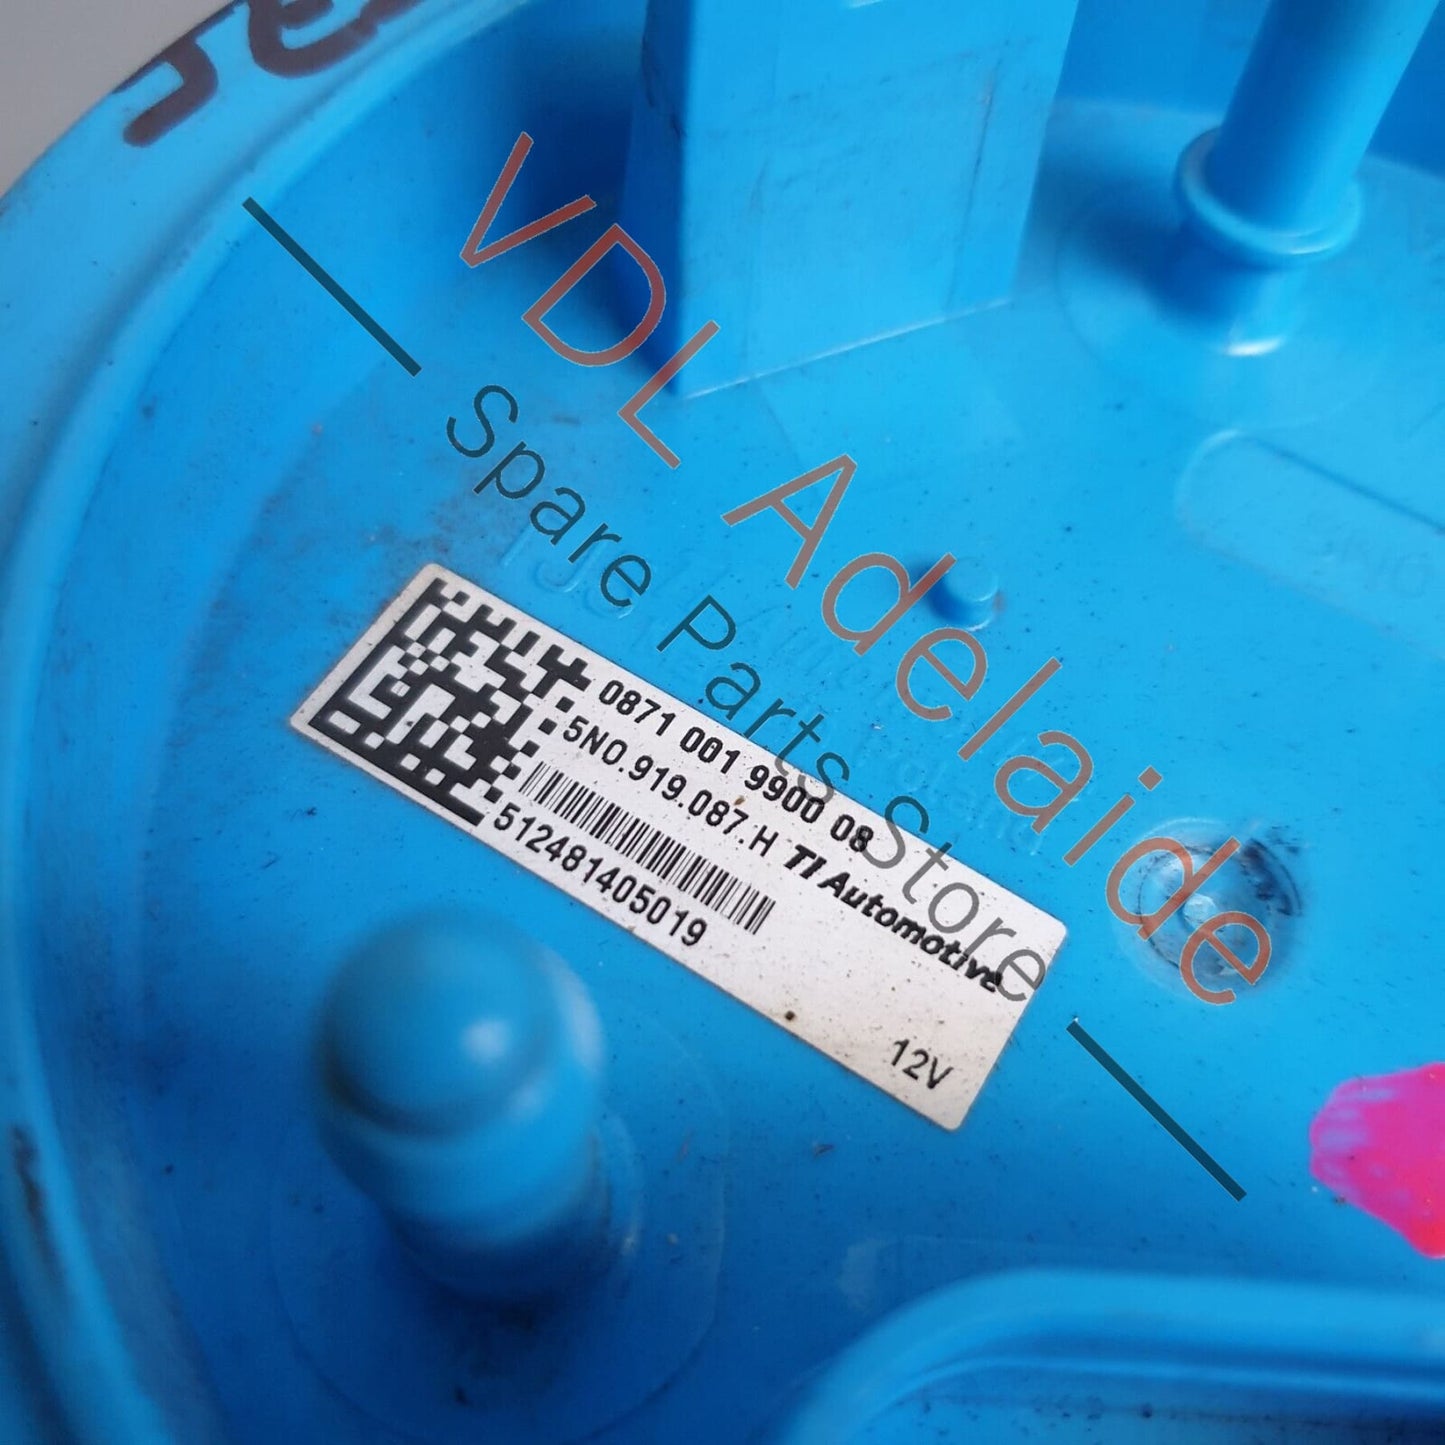 VDL Adelaide
Spare Parts Store
0871 001 9900 08
5N0.919.087.H TI Automotive
512481405019
12V